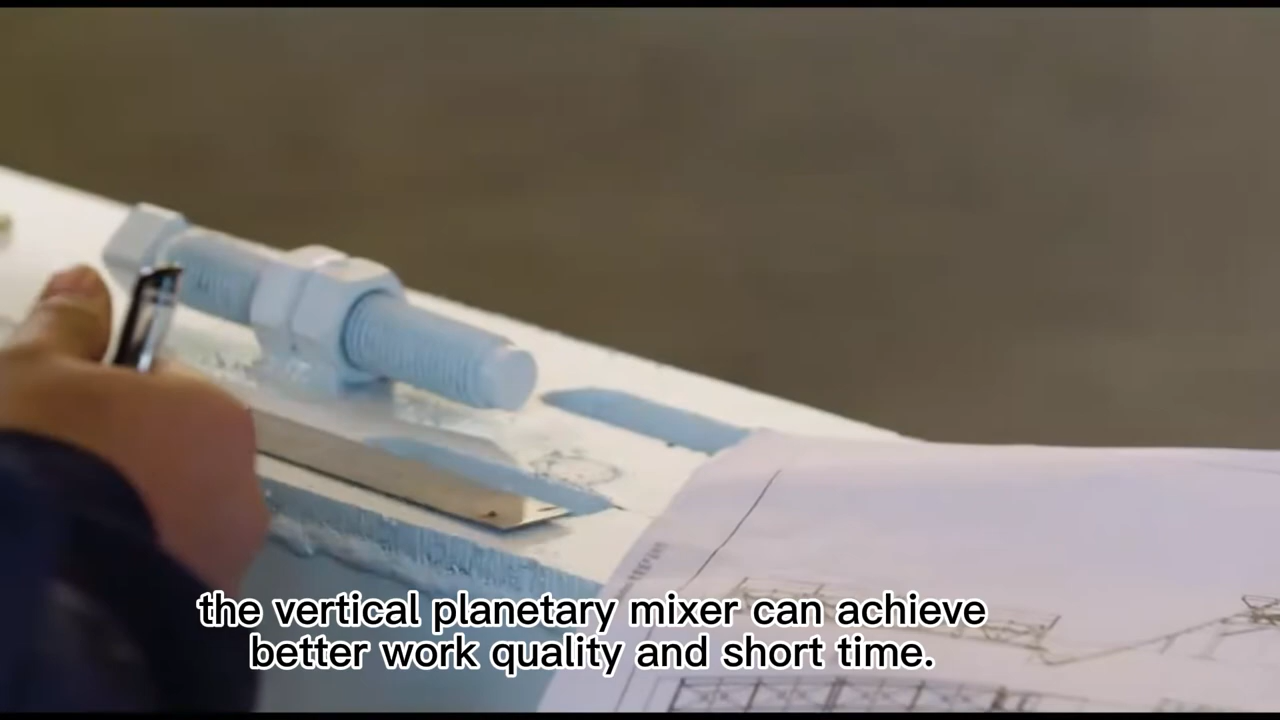 the vertical planetary mixer can achieve
better work quality and short time.